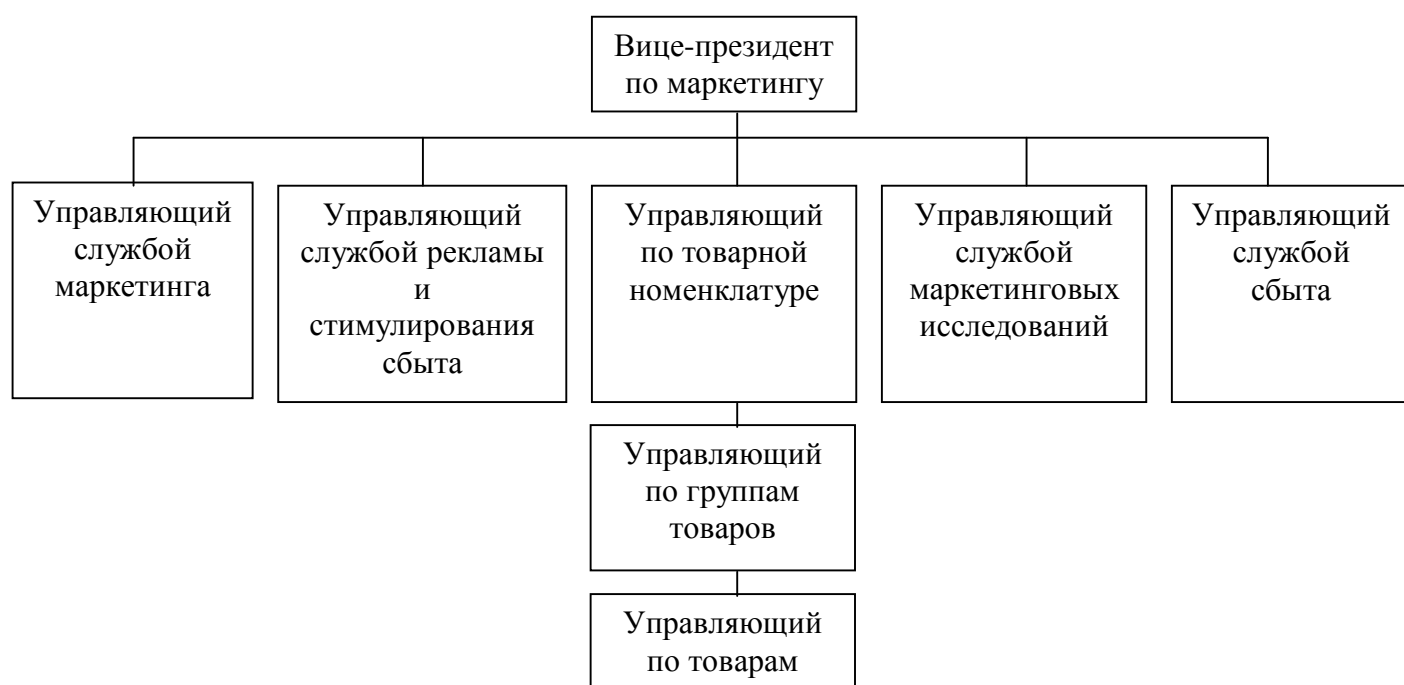 Вице-президент
по маркетингу
Управляющий
службой
маркетинга
Управляющий
службой рекламы
и
стимулирования
сбыта
Управляющий
по товарной
номенклатуре
Управляющий
службой
маркетинговых
исследований
Управляющий
службой
сбыта
Управляющий
по группам
товаров
Управляющий
по товарам